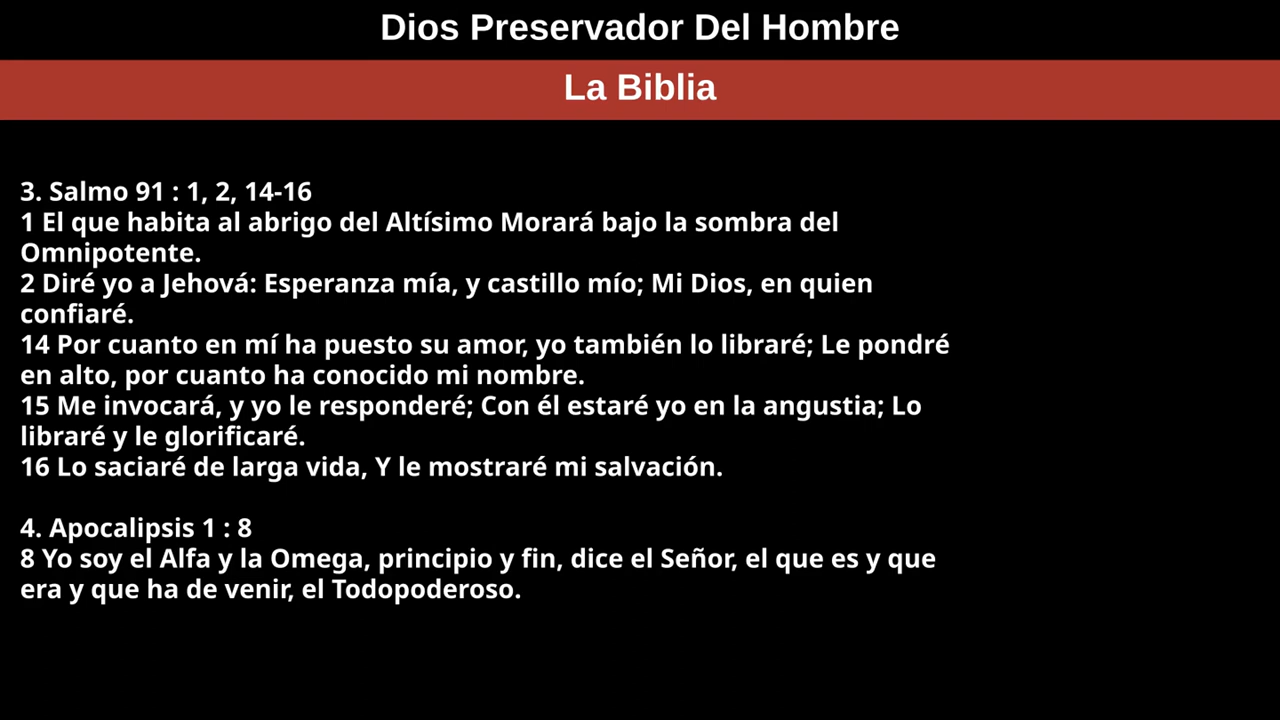 Dios Preservador Del Hombre
La Biblia
3. Salmo 91 : 1, 2, 14-16
1 El que habita al abrigo del Altísimo Morará bajo la sombra del
Omnipotente.
2 Diré yo a Jehová: Esperanza mía, y castillo mío; Mi Dios, en quien
confiaré.
14 Por cuanto en mí ha puesto su amor, yo también lo libraré; Le pondré
en alto, por cuanto ha conocido mi nombre.
15 Me invocará, y yo le responderé; Con él estaré yo en la angustia; Lo
libraré y le glorificaré.
16 Lo saciaré de larga vida, Y le mostraré mi salvación.
4. Apocalipsis 1 : 8
8 Yo soy el Alfa y la Omega, principio y fin, dice el Señor, el que es y que
era y que ha de venir, el Todopoderoso.